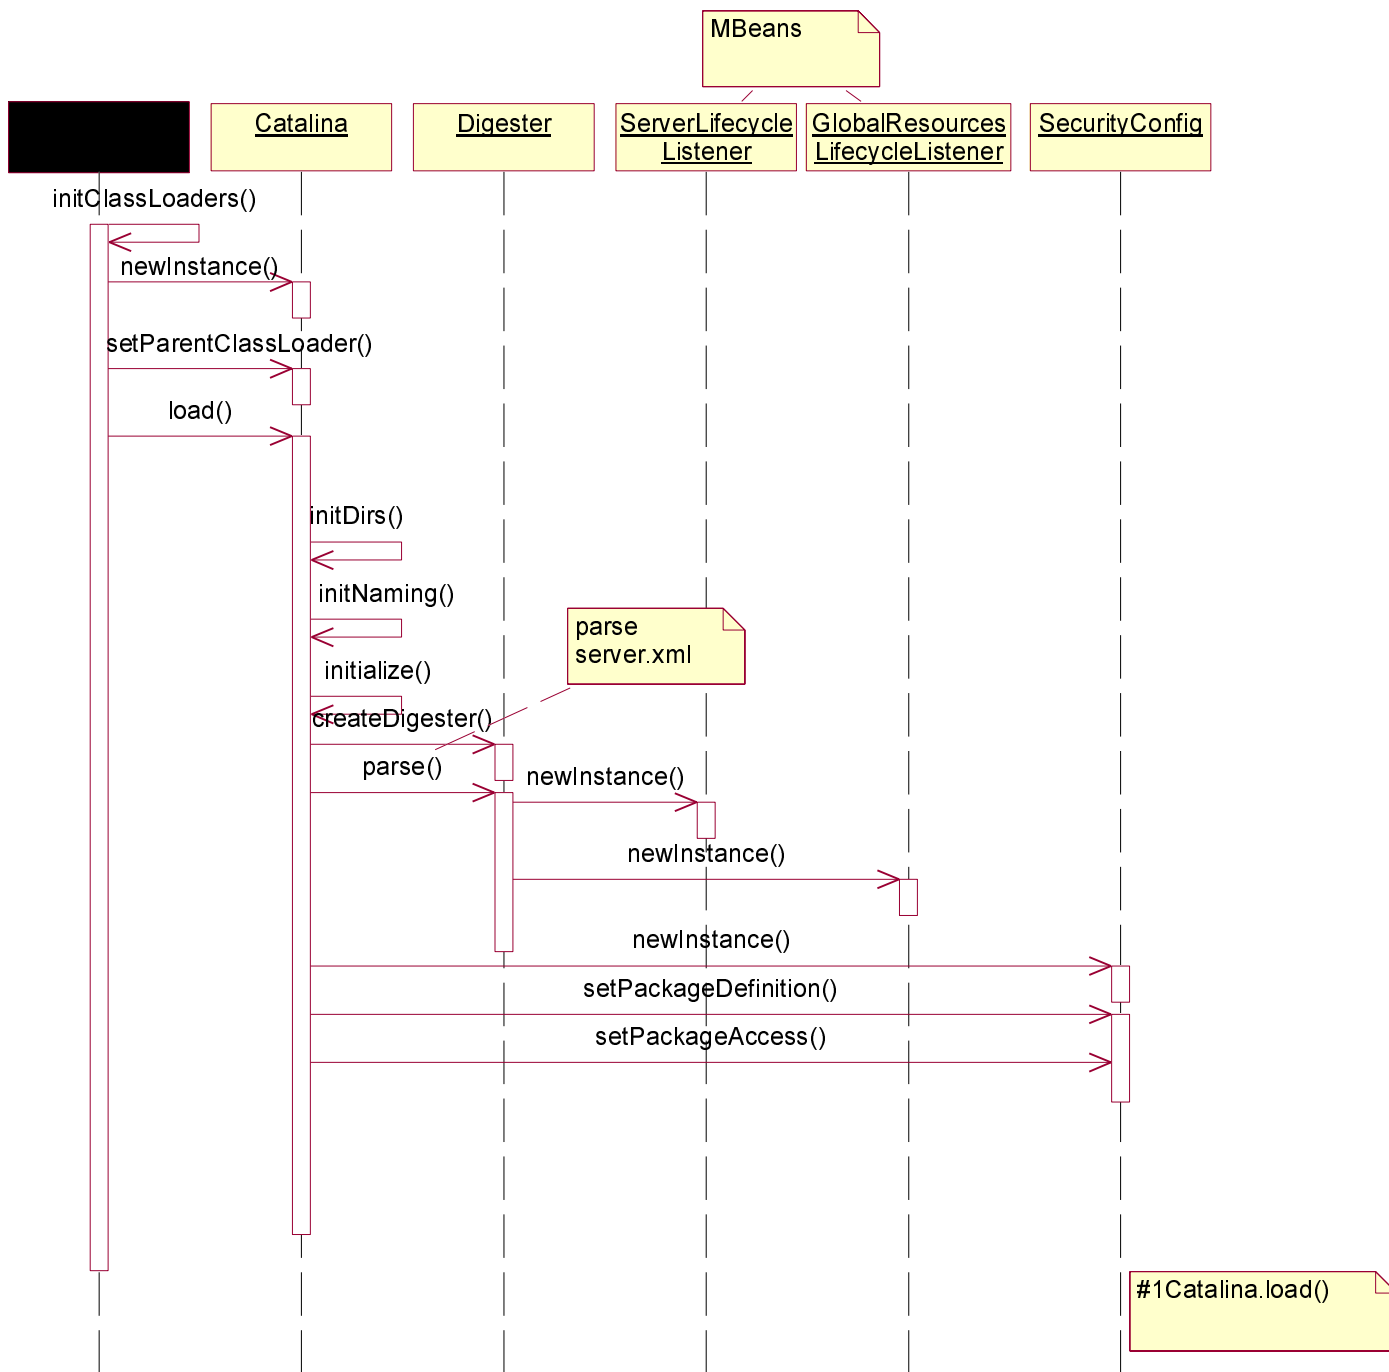 MBeans
Catalina
Digester
ServerLifecycle
Listener
GlobalResources
LifecycleListener
SecurityConfig
initClassLoaders()
newInstance()
setParentClassLoader()
load()
initDirs()
initNaming()
parse
server.xml
initialize()
createDigester()
parse()
newInstance()
newInstance()
newInstance()
setPackageDefinition()
setPackageAccess()
#1Catalina.load()